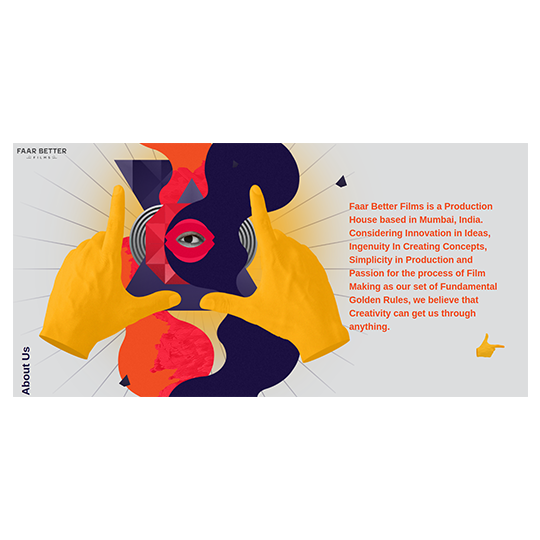 FAAR BETTER
FILMS
Faar Better Films is a Production
House based in Mumbai, India.
Considering Innovation in Ideas,
Ingenuity In Creating Concepts,
Simplicity in Production and
Passion for the process of Film
Making as our set of Fundamental
Golden Rules, we believe that
Creativity can get us through
anything.
About Us